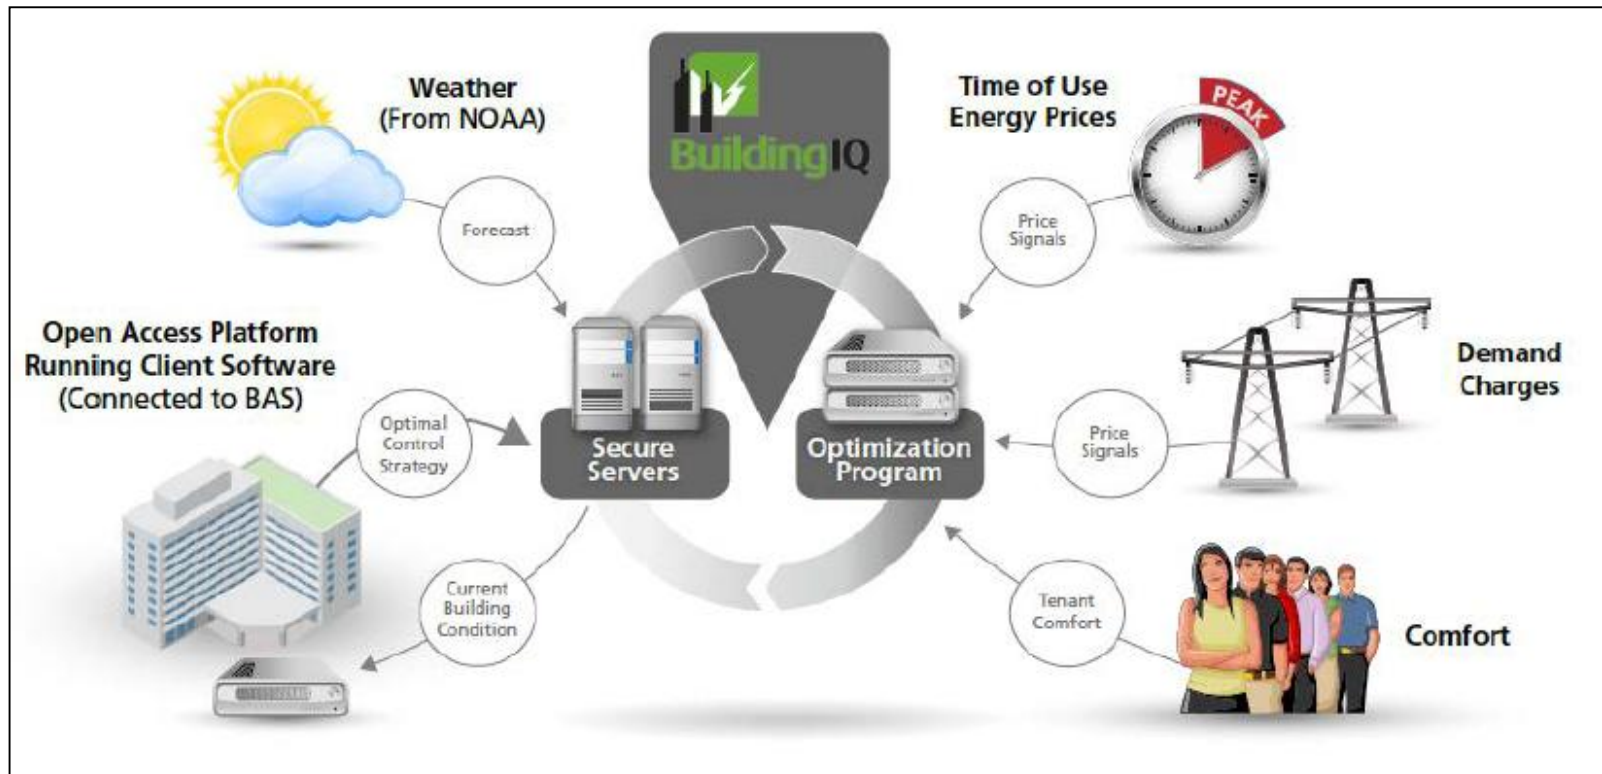 Weather
(From NOAA)
Forecast
BuildingIQ
Time of Use
Energy Prices
PEAK
Price
Signals
Open Access Platform
Running Client Software
(Connected to BAS)
Optimal
Control
Strategy
Secure
Servers
Optimization
Program
Price
Signals
Demand
Charges
Current
Building
Condition
Tenant
Comfort
Comfort